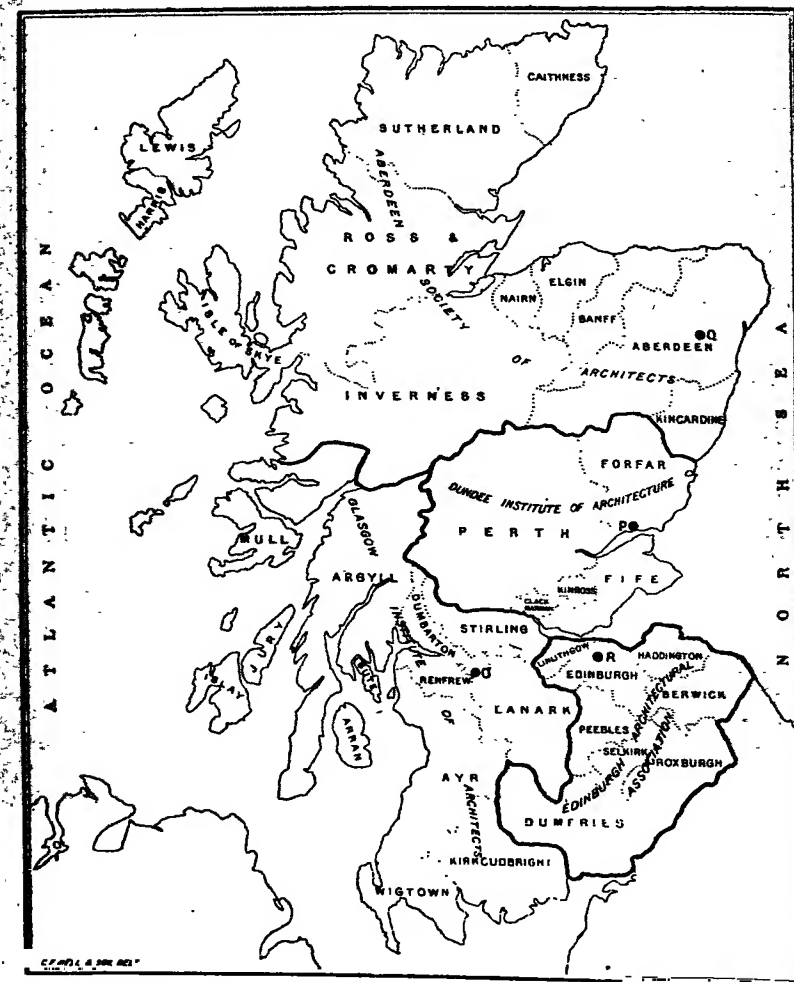 CAITHNESS
SUTHERLAND
LEWIS
HARRIS
ABERDEEN
ROSS &
CROMARTY
SOCIETY
OF
ARCHITECTS
NAIRN
ELGIN
BANFF
Q
ABERDEEN
ISLE OF SKYE
INVERNESS
KINCARDINE
ATLANTIC OCEAN
NORTH SEA
FORFAR
DUNDEE INSTITUTE OF ARCHITECTURE
P
PERTH
GLASGOW
INSTITUTE
OF
ARCHITECTS
MULL
ARGYLL
FIFE
KINROSS
CLACK
DUMBARTON
STIRLING
JURY
ISLAY
BUTE
ARRAN
RENFREW
LINLITHGOW
R
HADDINGTON
EDINBURGH
BERWICK
LANARK
PEEBLES
SELKIRK
ROXBURGH
EDINBURGH ARCHITECTURAL
ASSOCIATION
AYR
DUMFRIES
KIRKCUDBRIGHT
WIGTOWN